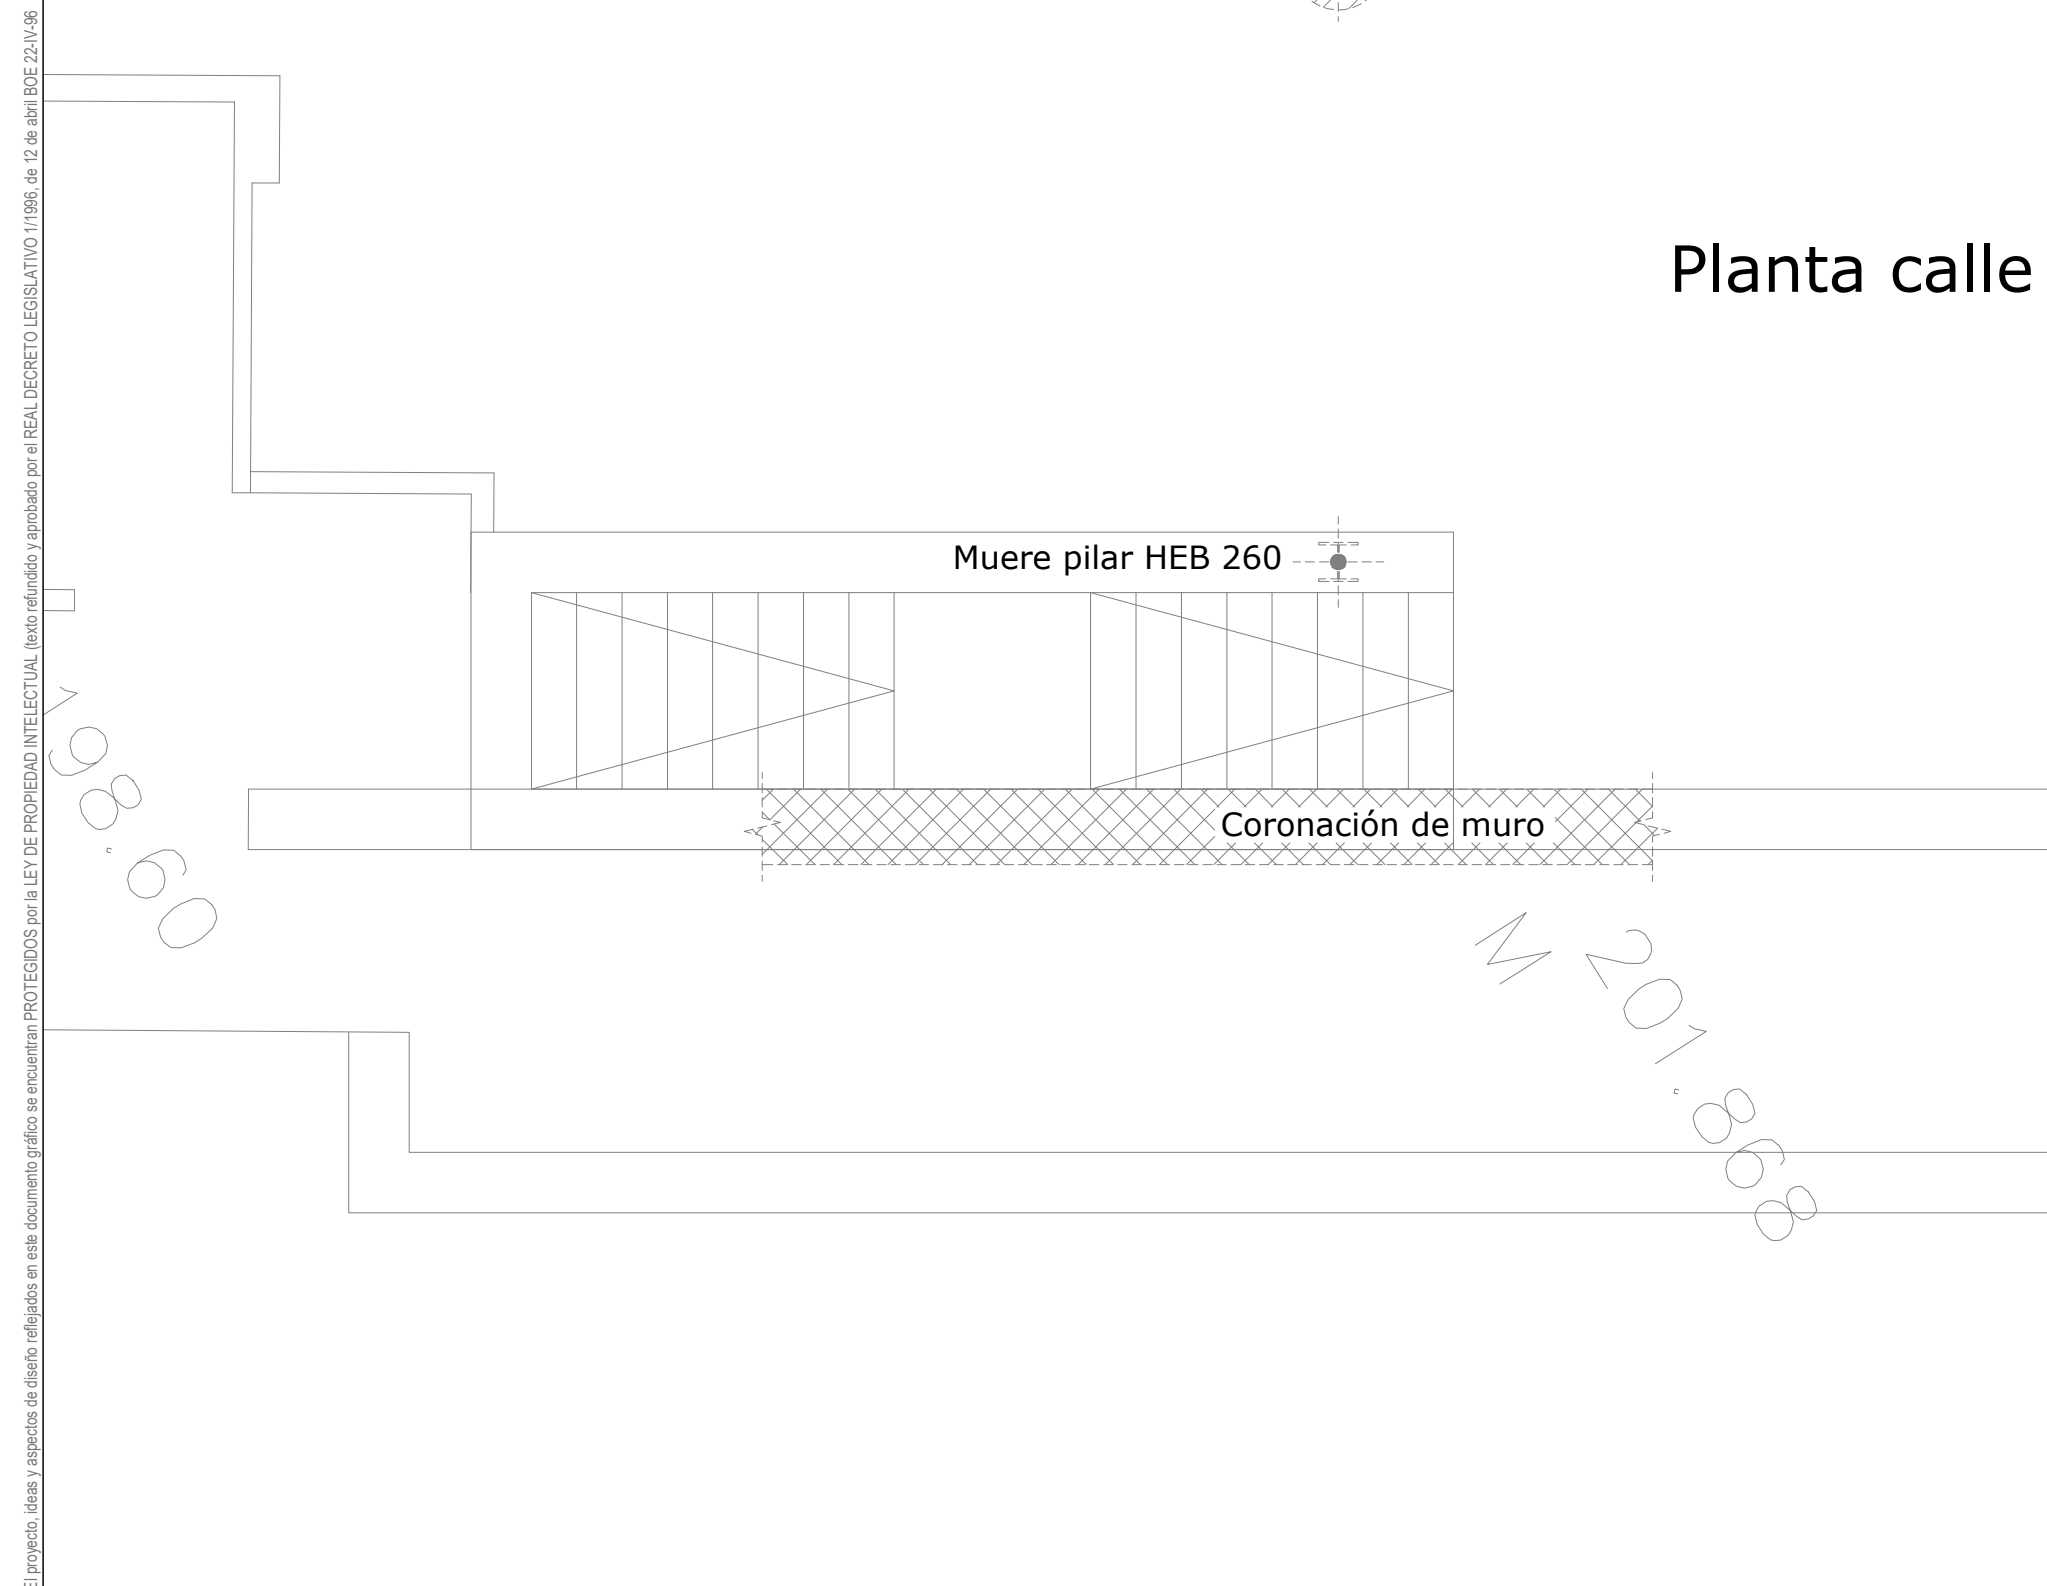 El proyecto, ideas y aspectos de diseño reflejados en este documento gráfico se encuentran PROTEGIDOS por la LEY DE PROPIEDAD INTELECTUAL (texto refundido y aprobado por el REAL DECRETO LEGISLATIVO 1/1996, de 12 de abril BOE 22-IV-96
Planta calle
Muere pilar HEB 260
Coronación de muro
198.60
M 201.868